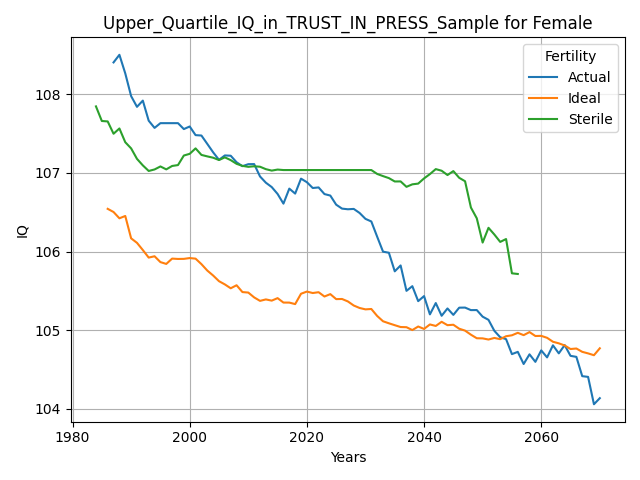 Upper_Quartile_IQ_in_TRUST_IN_PRESS_Sample for Female
Fertility
Actual
Ideal
Sterile
IQ
108
107
106
105
104
1980
2000
2020
2040
2060
Years